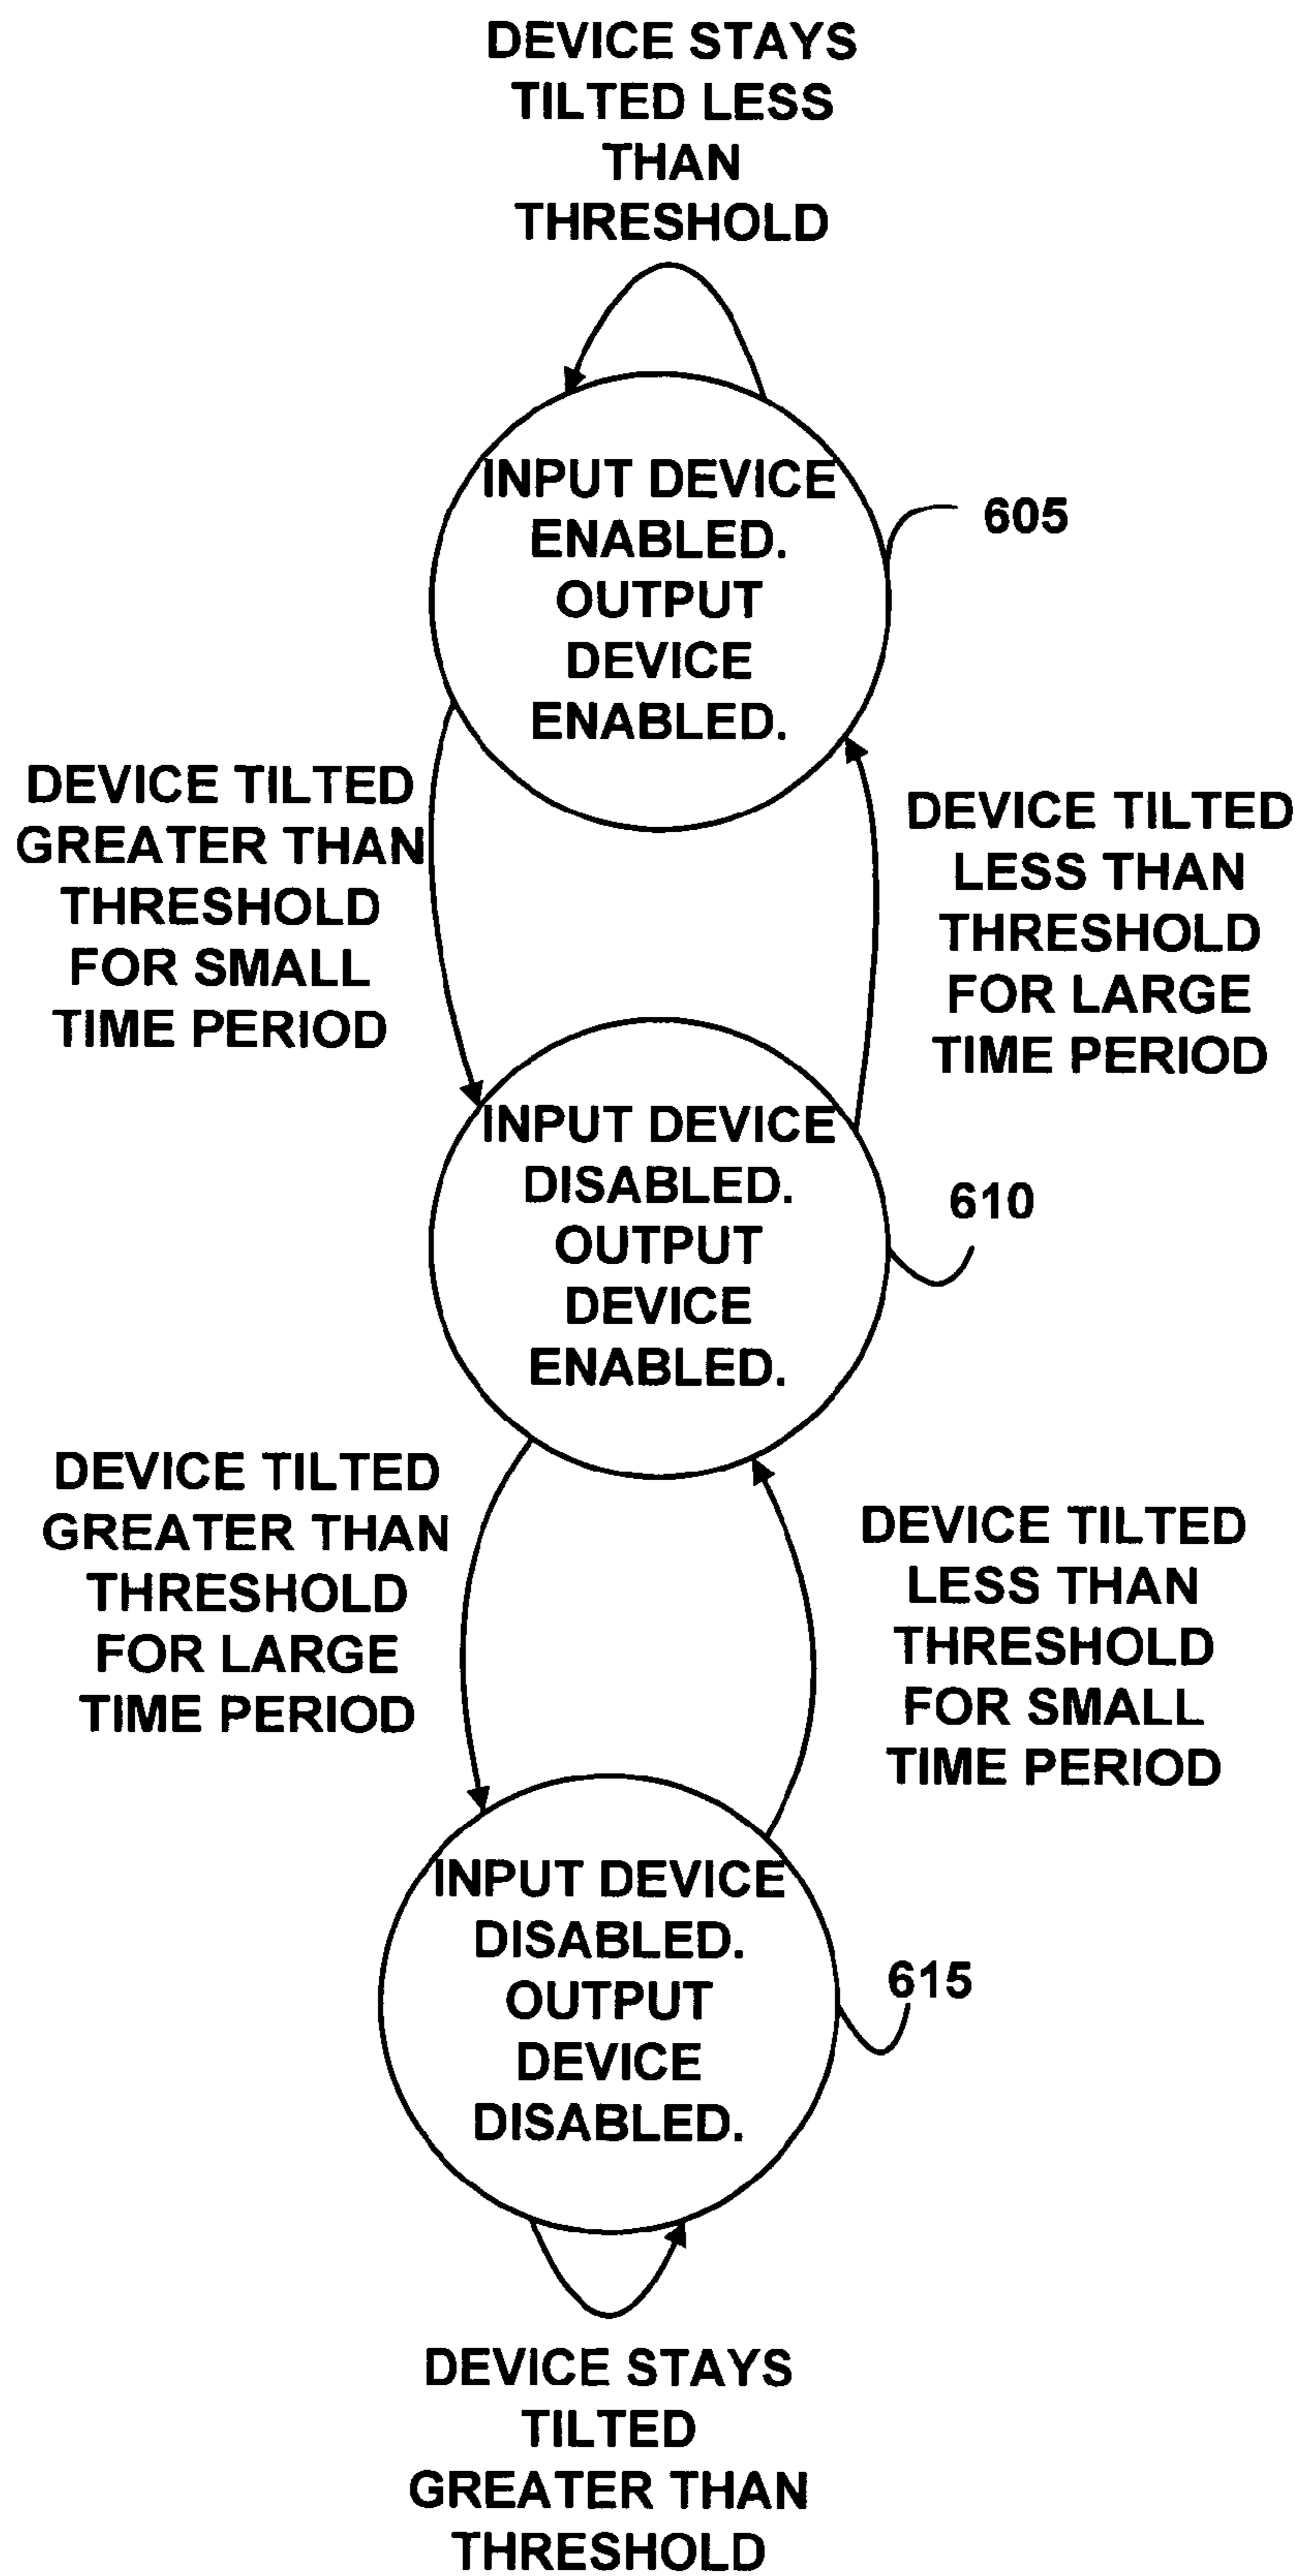 DEVICE STAYS
TILTED LESS
THAN
THRESHOLD
INPUT DEVICE
ENABLED.
OUTPUT
DEVICE
ENABLED.
605
DEVICE TILTED
GREATER THAN
THRESHOLD
FOR SMALL
TIME PERIOD
DEVICE TILTED
LESS THAN
THRESHOLD
FOR LARGE
TIME PERIOD
INPUT DEVICE
DISABLED.
OUTPUT
DEVICE
ENABLED.
610
DEVICE TILTED
GREATER THAN
THRESHOLD
FOR LARGE
TIME PERIOD
DEVICE TILTED
LESS THAN
THRESHOLD
FOR SMALL
TIME PERIOD
INPUT DEVICE
DISABLED.
OUTPUT
DEVICE
DISABLED.
615
DEVICE STAYS
TILTED
GREATER THAN
THRESHOLD